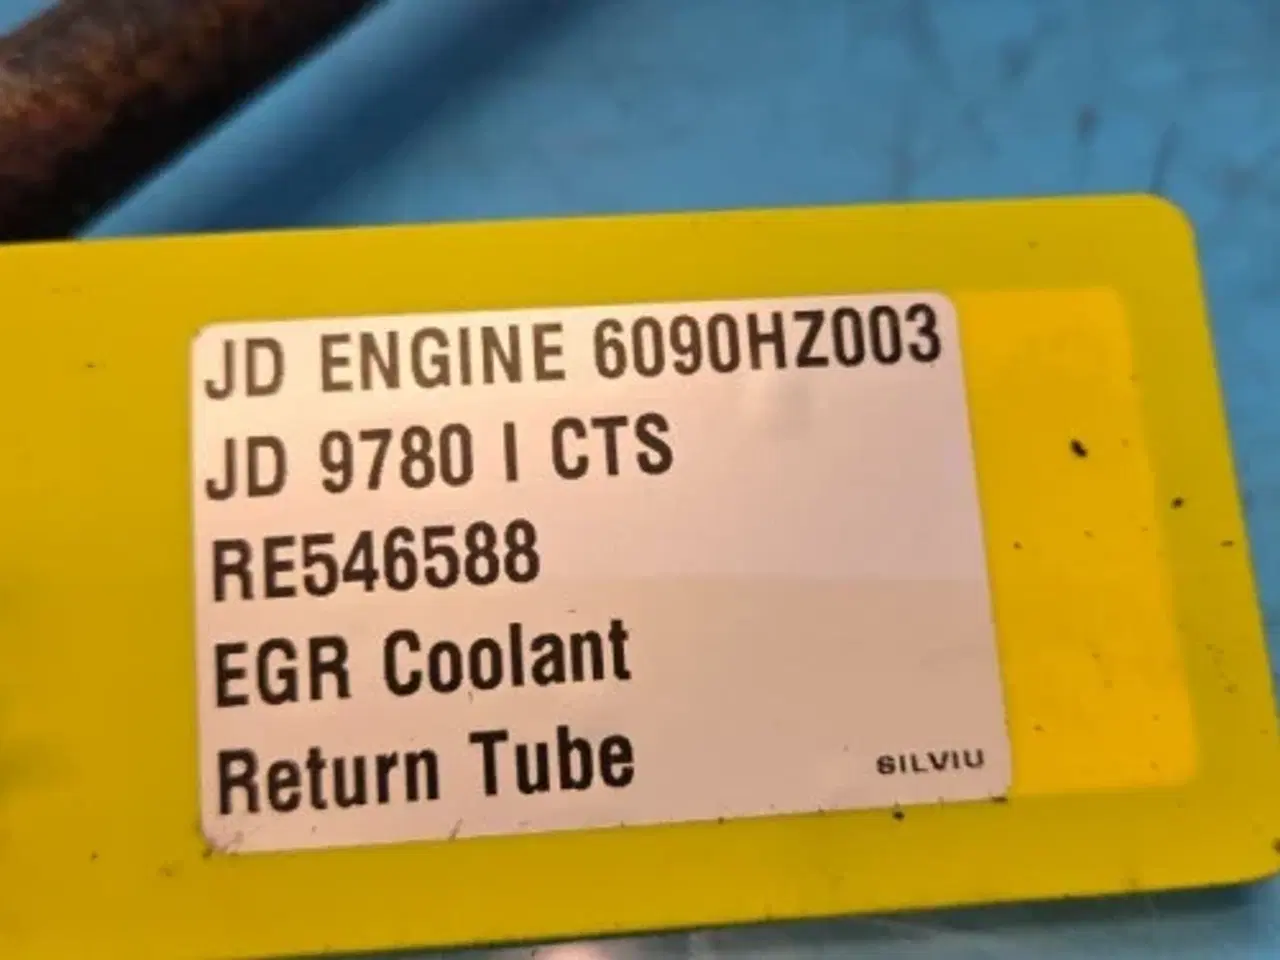 JD ENGINE 6090HZ003
JD 9780 I CTS
RE546588
EGR Coolant
Return Tube
SILVIU